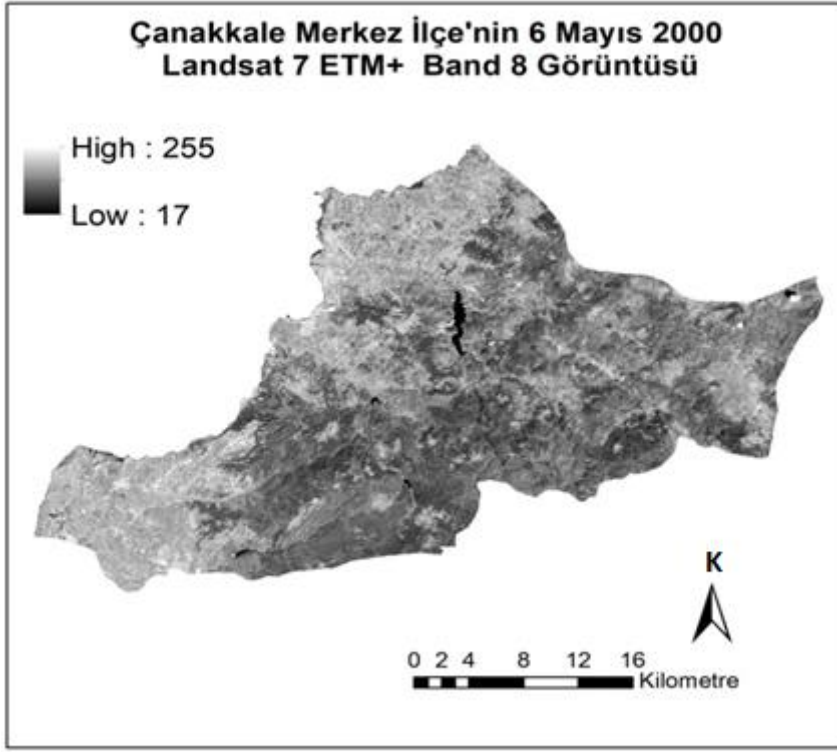 Çanakkale Merkez İlçe'nin 6 Mayıs 2000
Landsat 7 ETM+ Band 8 Görüntüsü
High : 255
Low : 17
K
0 2 4 8 12 16
Kilometre